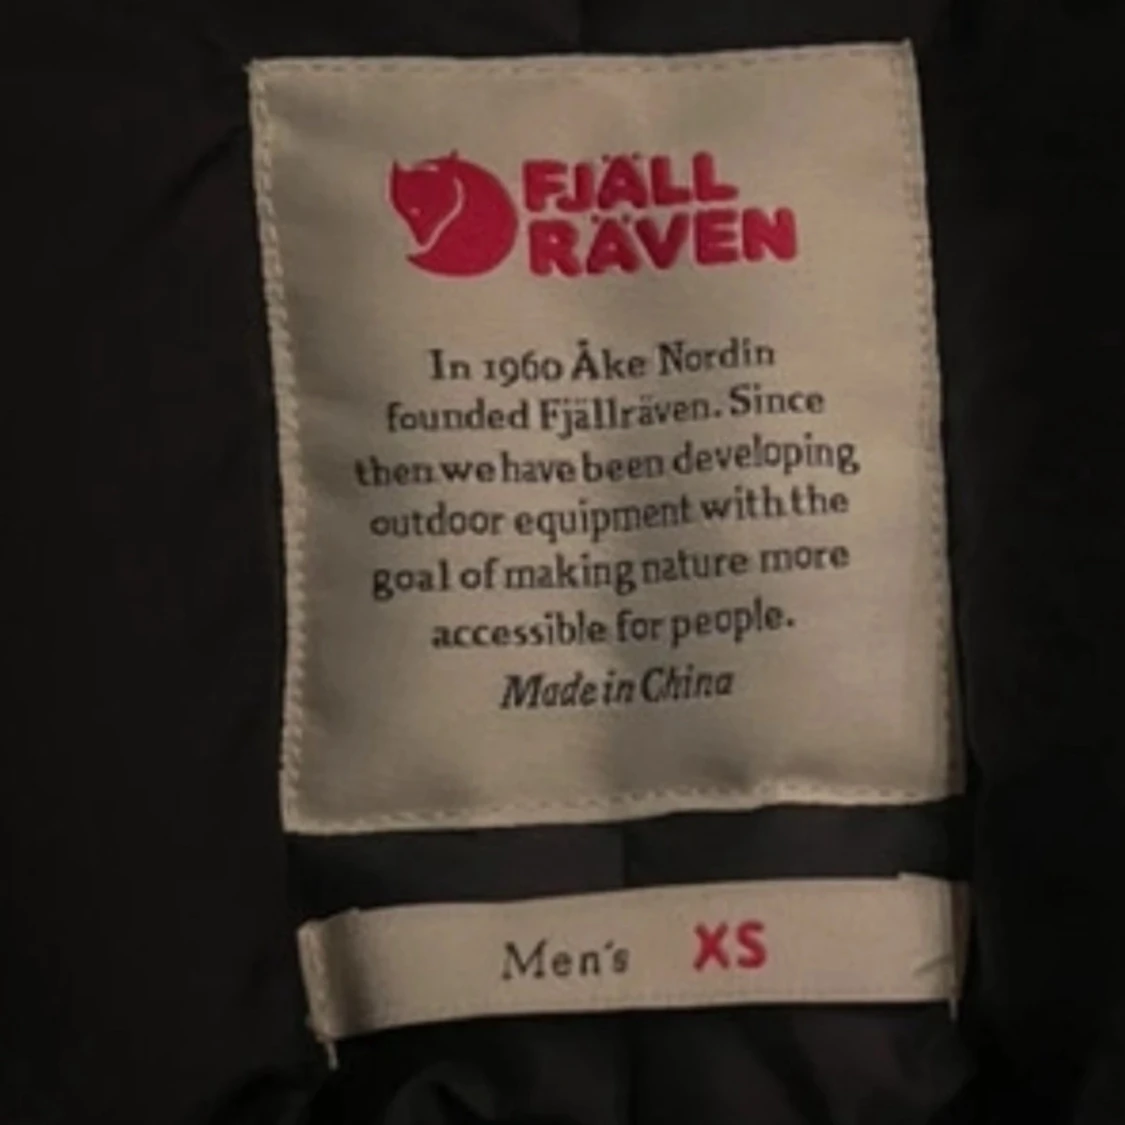 FJÄLL
RÄVEN
In 1960 Åke Nordin
founded Fjällräven. Since
then we have been developing
outdoor equipment with the
goal of making nature more
accessible for people.
Made in China
Men's XS